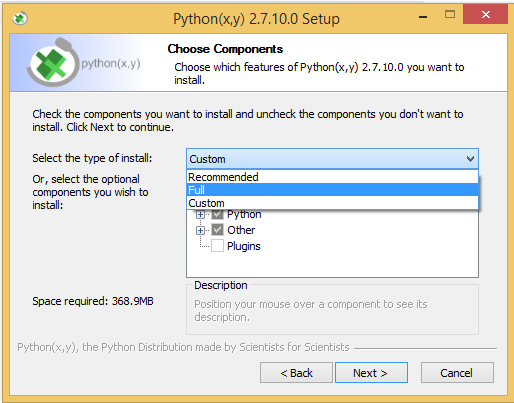 Python(x,y) 2.7.10.0 Setup
python(x,y)
Choose Components
Choose which features of Python(x,y) 2.7.10.0 you want to
install.
Check the components you want to install and uncheck the components you don't want to
install. Click Next to continue.
Select the type of install:
Custom
Recommended
Full
Custom
Or, select the optional
components you wish to
install:
Python
Other
Plugins
Space required: 368.9MB
Description
Position your mouse over a component to see its
description.
Python(x,y), the Python Distribution made by Scientists for Scientists
< Back
Next >
Cancel